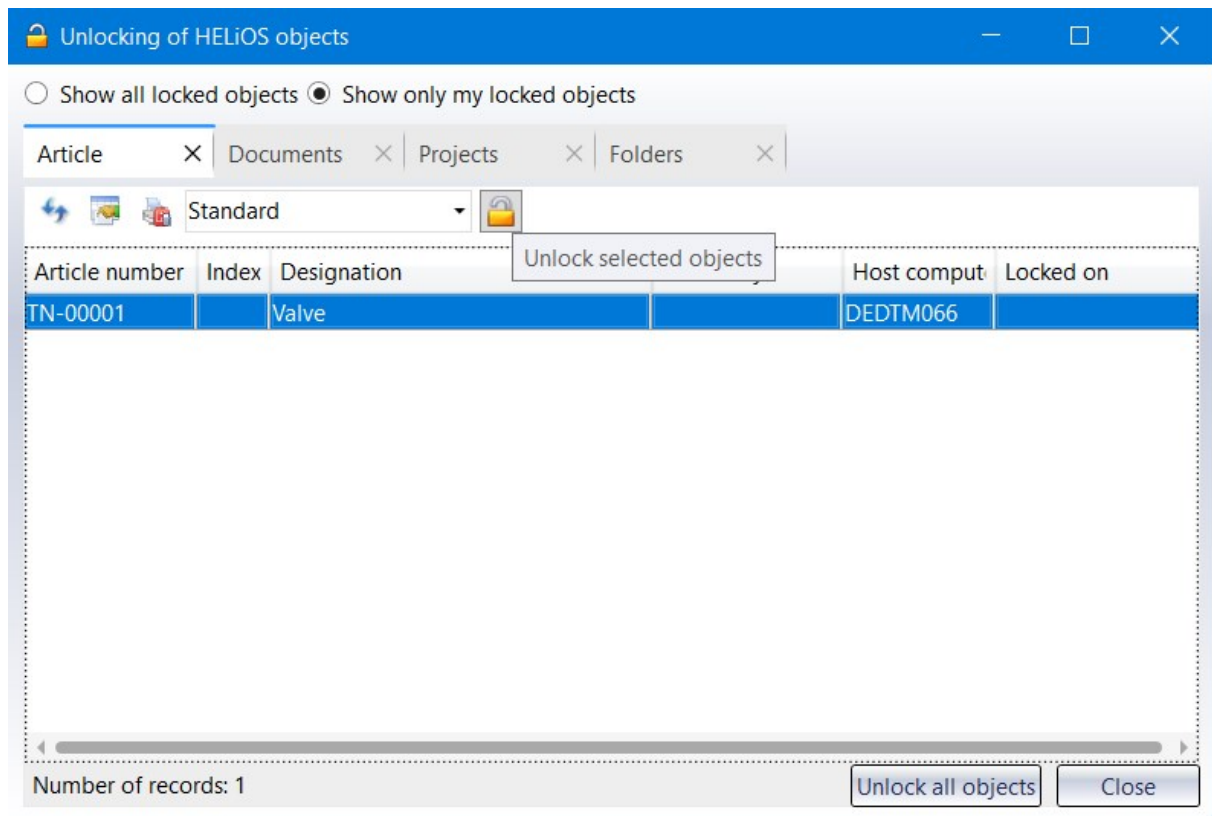 Unlocking of HELiOS objects
Show all locked objects Show only my locked objects
Article Documents Projects Folders
Standard
Unlock selected objects
Article number Index Designation Host comput Locked on
TN-00001 Valve DEDTM066
Number of records: 1 Unlock all objects Close